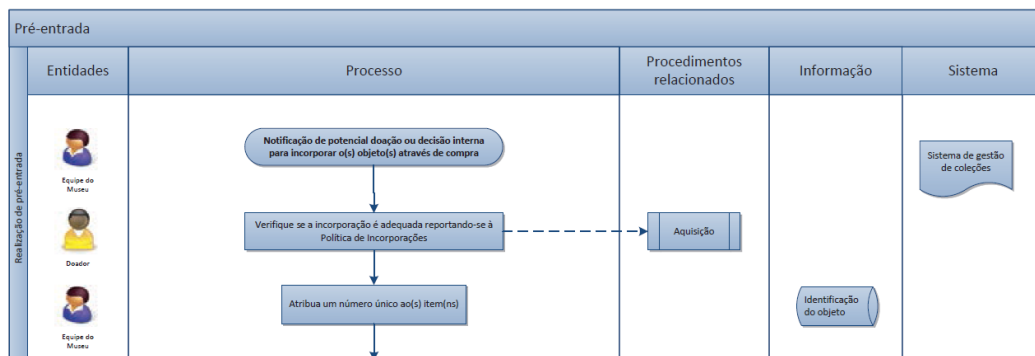 Pré-entrada
Realização de pré-entrada
Entidades
Processo
Procedimentos
relacionados
Informação
Sistema
Equipe do
Museu
Notificação de potencial doação ou decisão interna
para incorporar o(s) objeto(s) através de compra
Sistema de gestão
de coleções
Doador
Verifique se a incorporação é adequada reportando-se à
Política de Incorporações
Aquisição
Equipe do
Museu
Atribua um número único ao(s) item(ns)
Identificação
do objeto